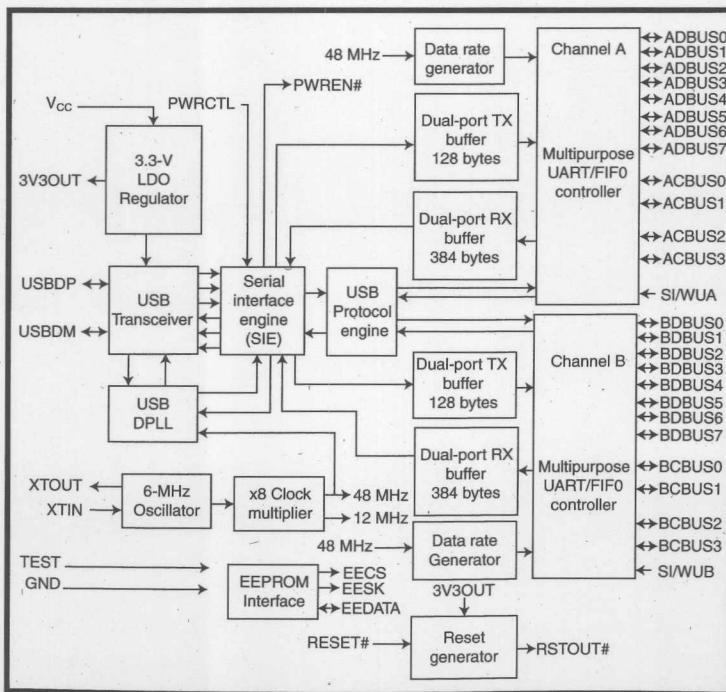 48 MHz
Data rate
generator
Channel A
Multipurpose
UART/FIF0
controller
ADBUS0
ADBUS1
ADBUS2
ADBUS3
ADBUS4
ADBUS5
ADBUS6
ADBUS7
ACBUS0
ACBUS1
ACBUS2
ACBUS3
SI/WUA
VCC
PWRCTL
PWREN#
Dual-port TX
buffer
128 bytes
3V3OUT
3.3-V
LDO
Regulator
Dual-port RX
buffer
384 bytes
USBDP
USBDM
USB
Transceiver
Serial
interface
engine
(SIE)
USB
Protocol
engine
USB
DPLL
Dual-port TX
buffer
128 bytes
Channel B
Multipurpose
UART/FIF0
controller
BDBUS0
BDBUS1
BDBUS2
BDBUS3
BDBUS4
BDBUS5
BDBUS6
BDBUS7
BCBUS0
BCBUS1
BCBUS2
BCBUS3
SI/WUB
Dual-port RX
buffer
384 bytes
XTOUT
XTIN
6-MHz
Oscillator
x8 Clock
multiplier
48 MHz
12 MHz
48 MHz
Data rate
Generator
TEST
GND
EEPROM
Interface
EECS
EESK
EEDATA
3V3OUT
RESET#
Reset
generator
RSTOUT#